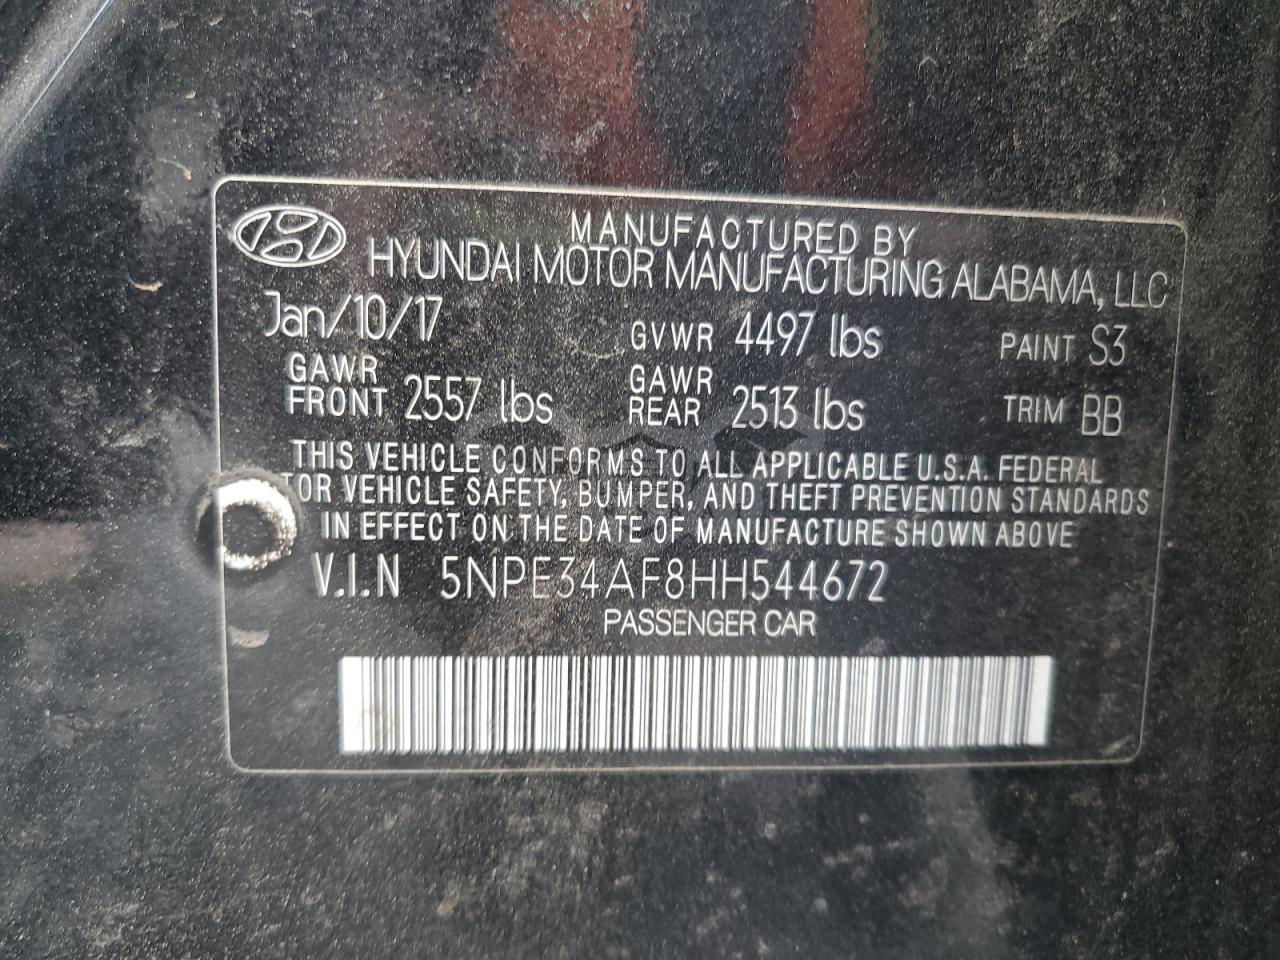 MANUFACTURED BY
HYUNDAI MOTOR MANUFACTURING ALABAMA, LLC
Jan/10/17 GVWR 4497 lbs PAINT S3
GAWR FRONT 2557 lbs GAWR REAR 2513 lbs TRIM BB
THIS VEHICLE CONFORMS TO ALL APPLICABLE U.S.A. FEDERAL
TOR VEHICLE SAFETY, BUMPER, AND THEFT PREVENTION STANDARDS
IN EFFECT ON THE DATE OF MANUFACTURE SHOWN ABOVE
V.I.N 5NPE34AF8HH544672
PASSENGER CAR